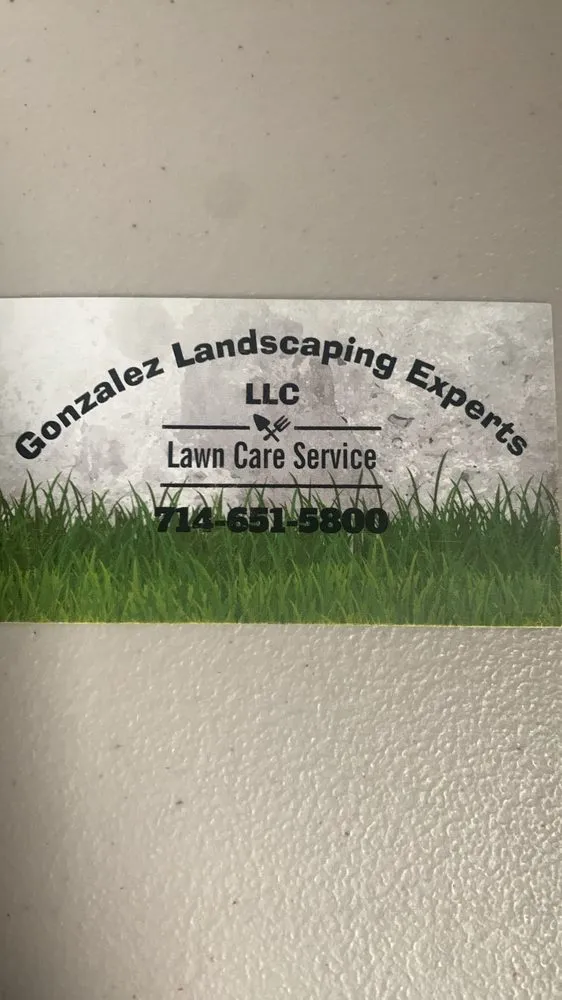 Gonzalez Landscaping Experts
LLC
Lawn Care Service
714-651-5800